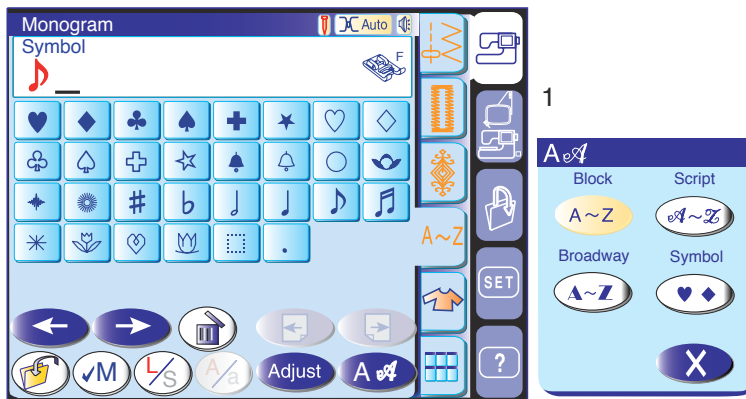 Monogram
Auto
Symbol
F
A~Z
SET
?
✓M
L/S
A/a
Adjust
A A
1
A A
Block
Script
A~Z
A~Z
Broadway
Symbol
A~Z
X